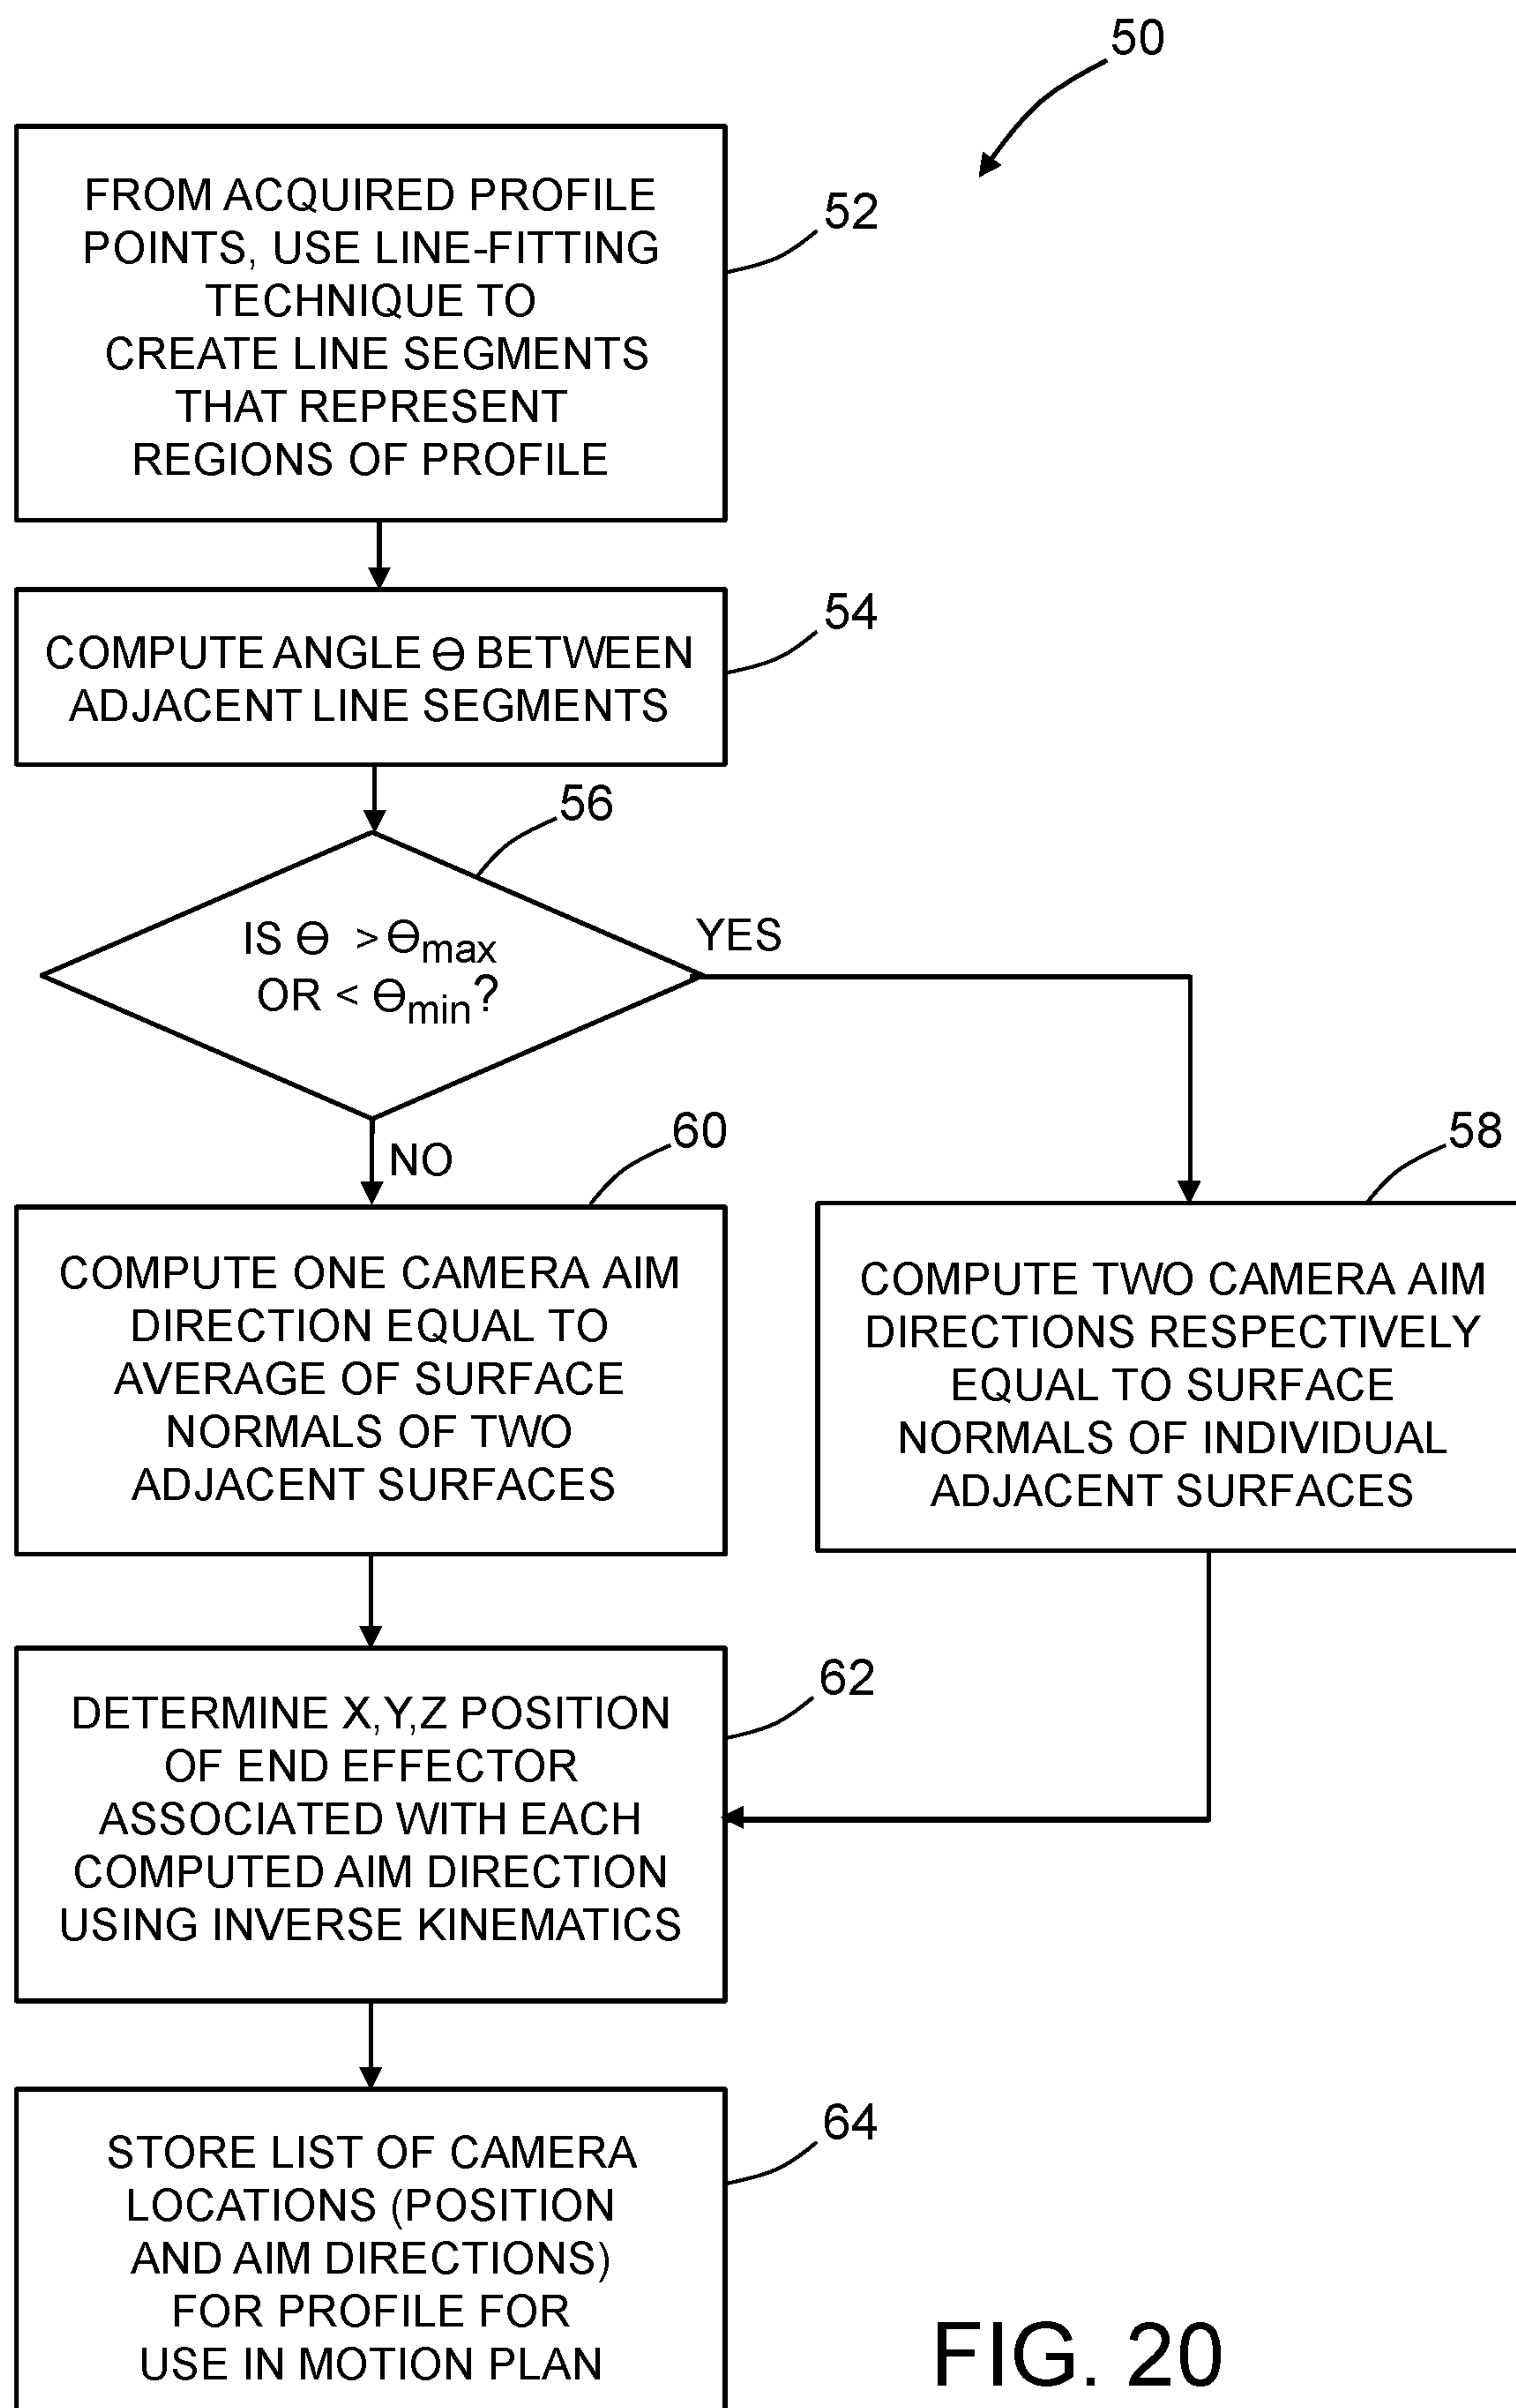 50
FROM ACQUIRED PROFILE
POINTS, USE LINE-FITTING
TECHNIQUE TO
CREATE LINE SEGMENTS
THAT REPRESENT
REGIONS OF PROFILE
52
COMPUTE ANGLE Θ BETWEEN
ADJACENT LINE SEGMENTS
54
56
IS Θ > Θmax
OR < Θmin?
YES
NO
60
COMPUTE ONE CAMERA AIM
DIRECTION EQUAL TO
AVERAGE OF SURFACE
NORMALS OF TWO
ADJACENT SURFACES
58
COMPUTE TWO CAMERA AIM
DIRECTIONS RESPECTIVELY
EQUAL TO SURFACE
NORMALS OF INDIVIDUAL
ADJACENT SURFACES
62
DETERMINE X,Y,Z POSITION
OF END EFFECTOR
ASSOCIATED WITH EACH
COMPUTED AIM DIRECTION
USING INVERSE KINEMATICS
64
STORE LIST OF CAMERA
LOCATIONS (POSITION
AND AIM DIRECTIONS)
FOR PROFILE FOR
USE IN MOTION PLAN
FIG. 20